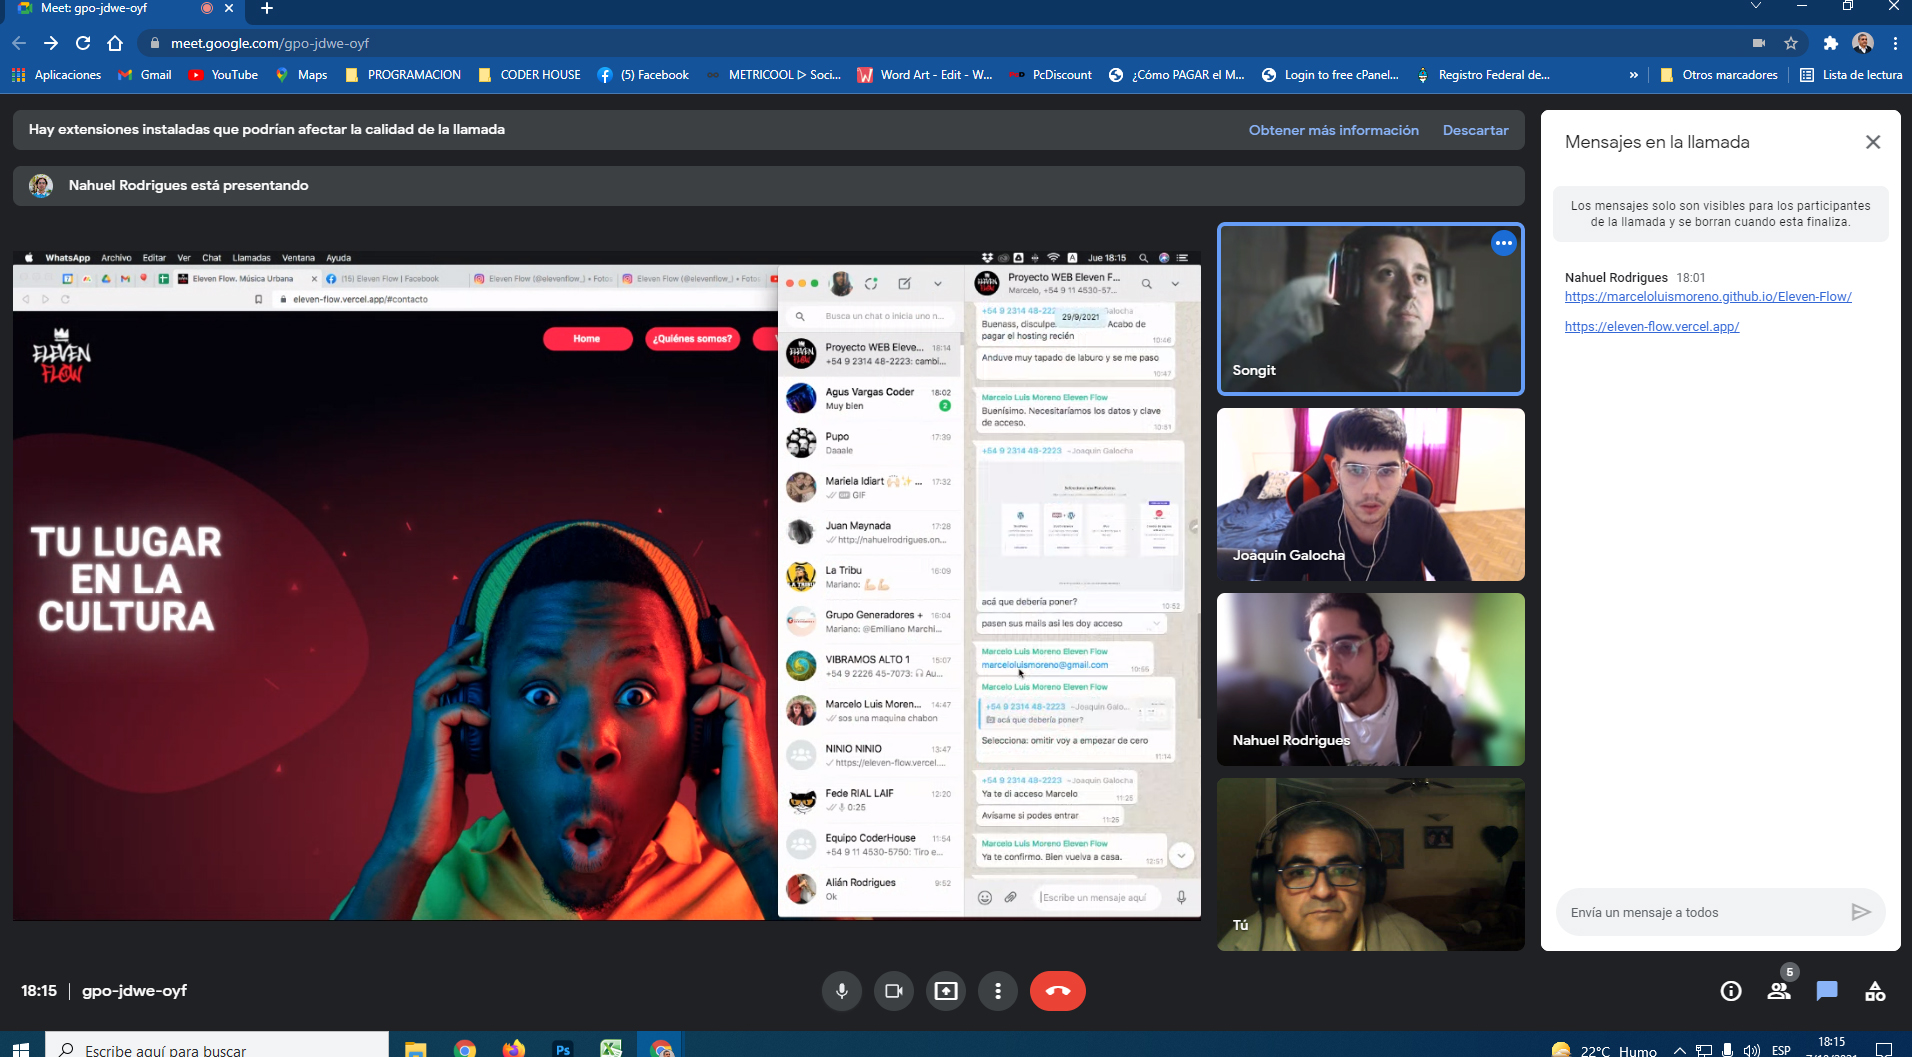 Meet: gpo-jdwe-oyf
meet.google.com/gpo-jdwe-oyf
Aplicaciones
Gmail
YouTube
Maps
PROGRAMACION
CODER HOUSE
(5) Facebook
METRICOOL ▷ Soci...
Word Art - Edit - W...
PcDiscount
¿Cómo PAGAR el M...
Login to free cPanel...
Registro Federal de...
»
Otros marcadores
Lista de lectura
Hay extensiones instaladas que podrían afectar la calidad de la llamada
Obtener más información
Descartar
Nahuel Rodrigues está presentando
WhatsApp Archivo Editar Ver Chat Llamadas Ventana Ayuda
Jue 18:15
Eleven Flow. Música Urbana
(15) Eleven Flow | Facebook
Eleven Flow (@elevenflow_) • Fotos
Eleven Flow (@elevenflow_) • Fotos
eleven-flow.vercel.app/#contacto
ELEVEN
FLOW
Home
¿Quiénes somos?
TU LUGAR
EN LA
CULTURA
Busca un chat o inicia uno n...
Proyecto WEB Eleve... 18:14
+54 9 2314 48-2223: cambi...
Agus Vargas Coder 18:02
Muy bien
2
Pupo 17:39
Daaale
Mariela Idiart 17:32
GIF
Juan Maynada 17:28
http://nahuelrodrigues.on...
La Tribu 16:09
Mariano:
Grupo Generadores + 16:04
Mariano: @Emiliano Marchi...
VIBRAMOS ALTO 1 15:07
+54 9 2226 45-7073: Au...
Marcelo Luis Moren... 14:47
sos una maquina chabon
NINIO NINIO 13:47
https://eleven-flow.vercel....
Fede RIAL LAIF 12:20
0:25
Equipo CoderHouse 11:54
+54 9 11 4530-5750: Tiro e...
Alián Rodrigues 9:52
Ok
Proyecto WEB Eleven F...
Marcelo, +54 9 11 4530-57...
29/9/2021
Buenass, disculpe Acabo de
pagar el hosting recién
10:46
Anduve muy tapado de laburo y se me paso
10:47
Marcelo Luis Moreno Eleven Flow
Buenísimo. Necesitaríamos los datos y clave
de acceso.
10:51
+54 9 2314 48-2223 ~Joaquin Galocha
acá que debería poner?
10:52
pasen sus mails así les doy acceso
Marcelo Luis Moreno Eleven Flow
marceloluismoreno@gmail.com
10:55
Marcelo Luis Moreno Eleven Flow
+54 9 2314 48-2223 ~Joaquin Galo...
acá que debería poner?
Selecciona: omitir voy a empezar de cero
11:14
+54 9 2314 48-2223 ~Joaquin Galocha
Ya te di acceso Marcelo
11:25
Avisame si podes entrar
11:25
Marcelo Luis Moreno Eleven Flow
Ya te confirmo. Bien vuelva a casa.
12:51
Escribe un mensaje aquí
Songit
Joaquin Galocha
Nahuel Rodrigues
Tú
Mensajes en la llamada
Los mensajes solo son visibles para los participantes
de la llamada y se borran cuando esta finaliza.
Nahuel Rodrigues 18:01
https://marceloluismoreno.github.io/Eleven-Flow/
https://eleven-flow.vercel.app/
Envía un mensaje a todos
18:15 | gpo-jdwe-oyf
5
Escribe aquí para buscar
Ps
22°C Humo
ESP
18:15